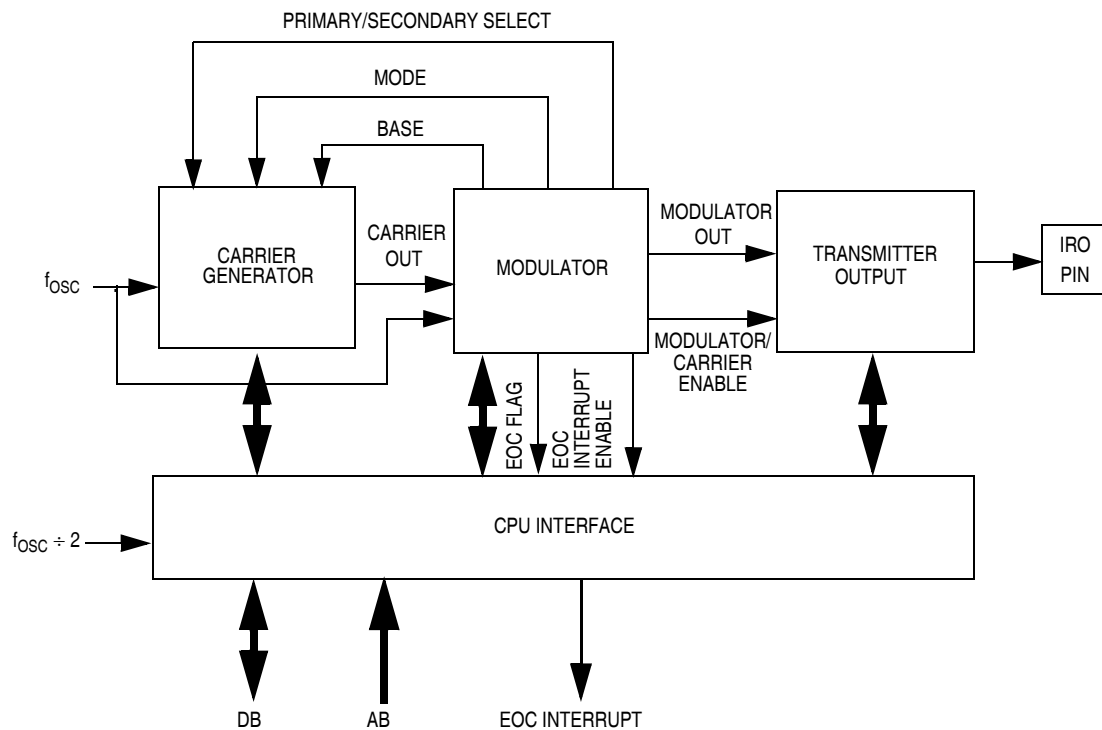 PRIMARY/SECONDARY SELECT
MODE
BASE
CARRIER
GENERATOR
CARRIER
OUT
MODULATOR
MODULATOR
OUT
TRANSMITTER
OUTPUT
IRO
PIN
fOSC
MODULATOR/
CARRIER
ENABLE
EOC FLAG
EOC
INTERRUPT
ENABLE
CPU INTERFACE
fOSC ÷ 2
DB
AB
EOC INTERRUPT